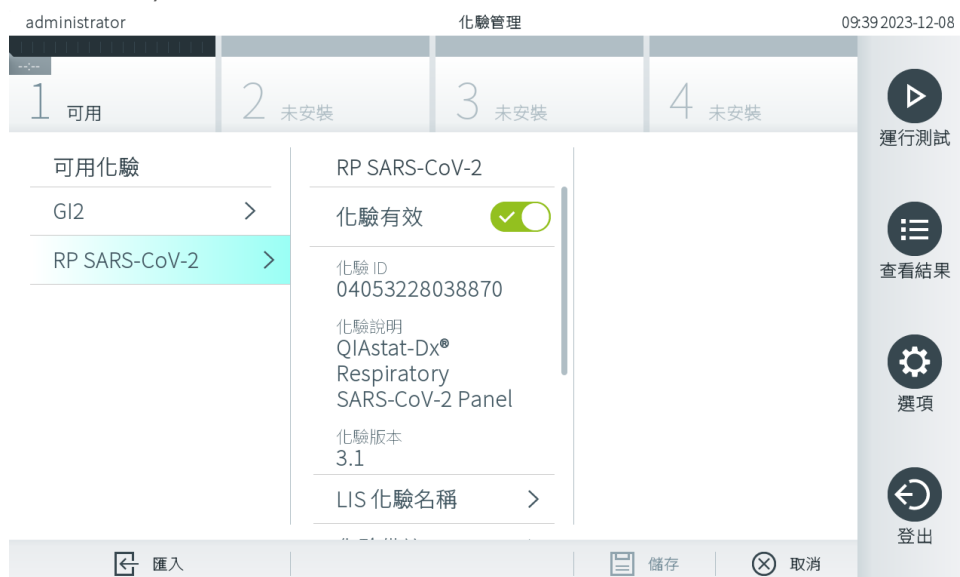 administrator
化驗管理
09:39 2023-12-08
--:--
1 可用
2 未安裝
3 未安裝
4 未安裝
運行測試
可用化驗
RP SARS-CoV-2
GI2
化驗有效
RP SARS-CoV-2
查看結果
化驗 ID
04053228038870
化驗說明
QIAstat-Dx®
Respiratory
SARS-CoV-2 Panel
選項
化驗版本
3.1
LIS 化驗名稱
登出
匯入
儲存
取消